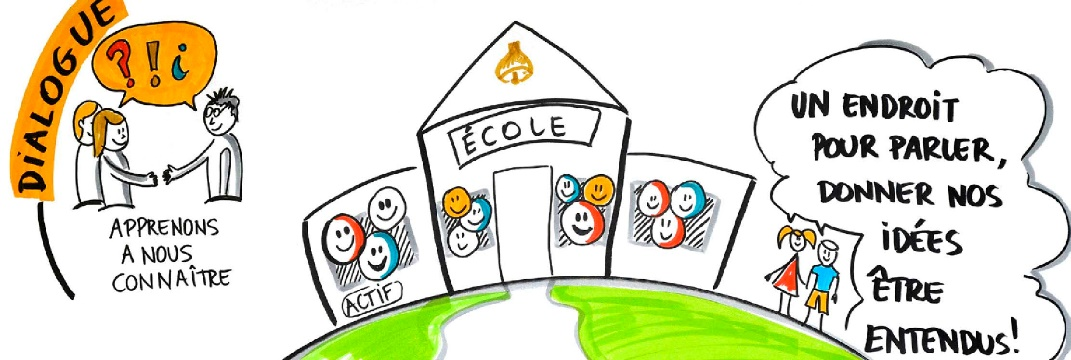 DIALOGUE
?!i
APPRENONS
A NOUS
CONNAÎTRE
ÉCOLE
ACTIF
UN ENDROIT
POUR PARLER,
DONNER NOS
IDÉES
ÊTRE
ENTENDUS!